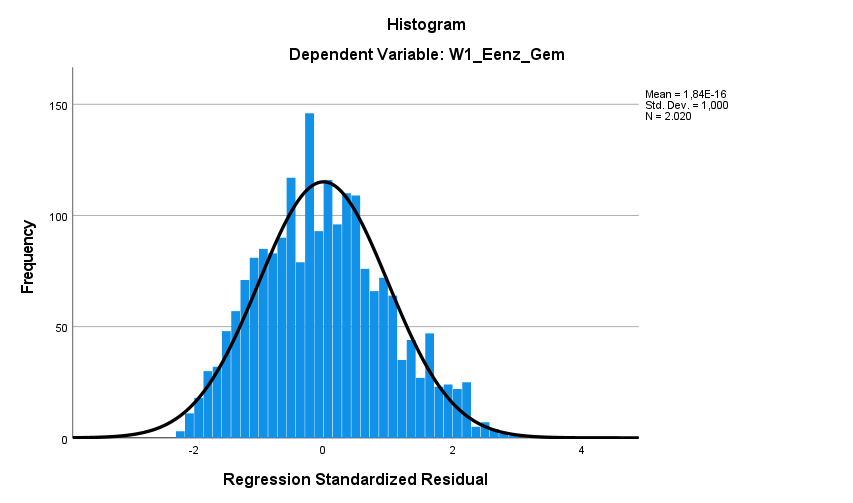 Histogram
Dependent Variable: W1_Eenz_Gem
Mean = 1,84E-16
Std. Dev. = 1,000
N = 2.020
150
100
50
0
Frequency
-2 0 2 4
Regression Standardized Residual